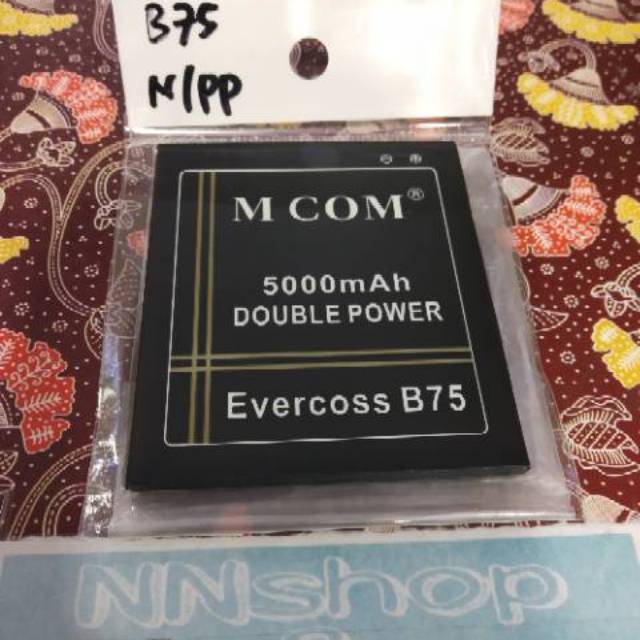 B75
N/PP
M COM®
5000mAh
DOUBLE POWER
Evercoss B75
NNshop